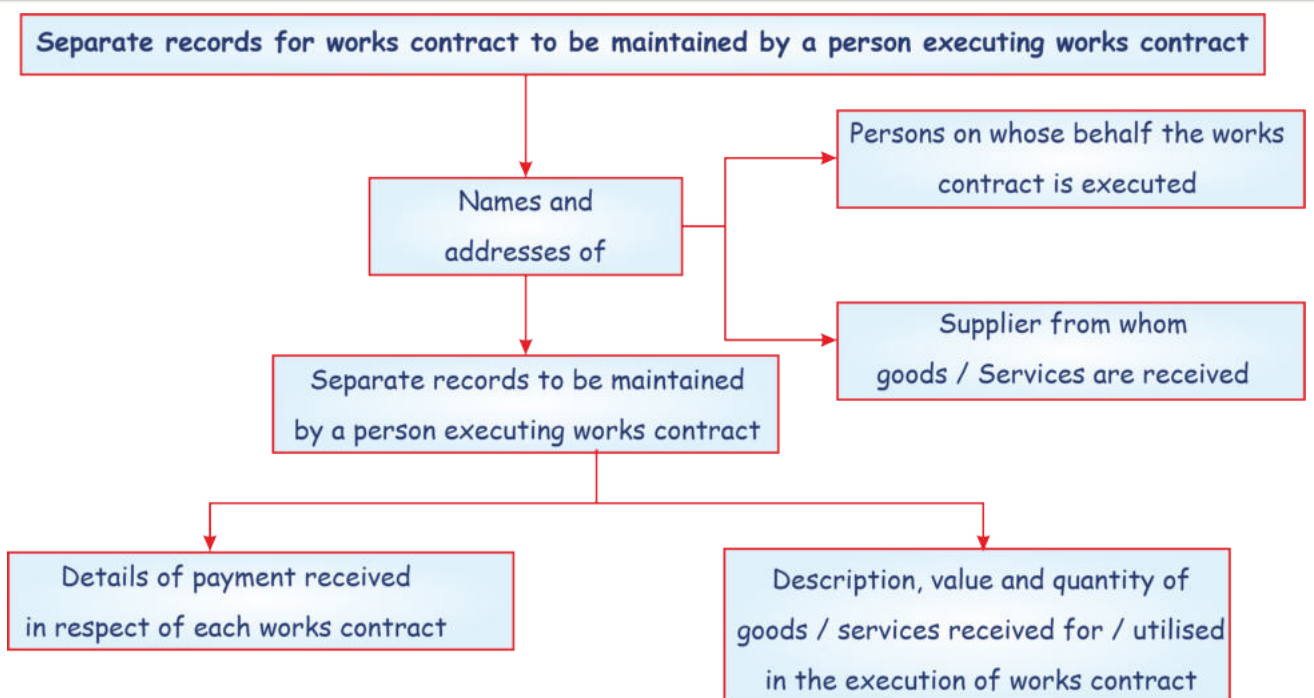 Separate records for works contract to be maintained by a person executing works contract
Persons on whose behalf the works
contract is executed
Names and
addresses of
Supplier from whom
goods / Services are received
Separate records to be maintained
by a person executing works contract
Details of payment received
in respect of each works contract
Description, value and quantity of
goods / services received for / utilised
in the execution of works contract